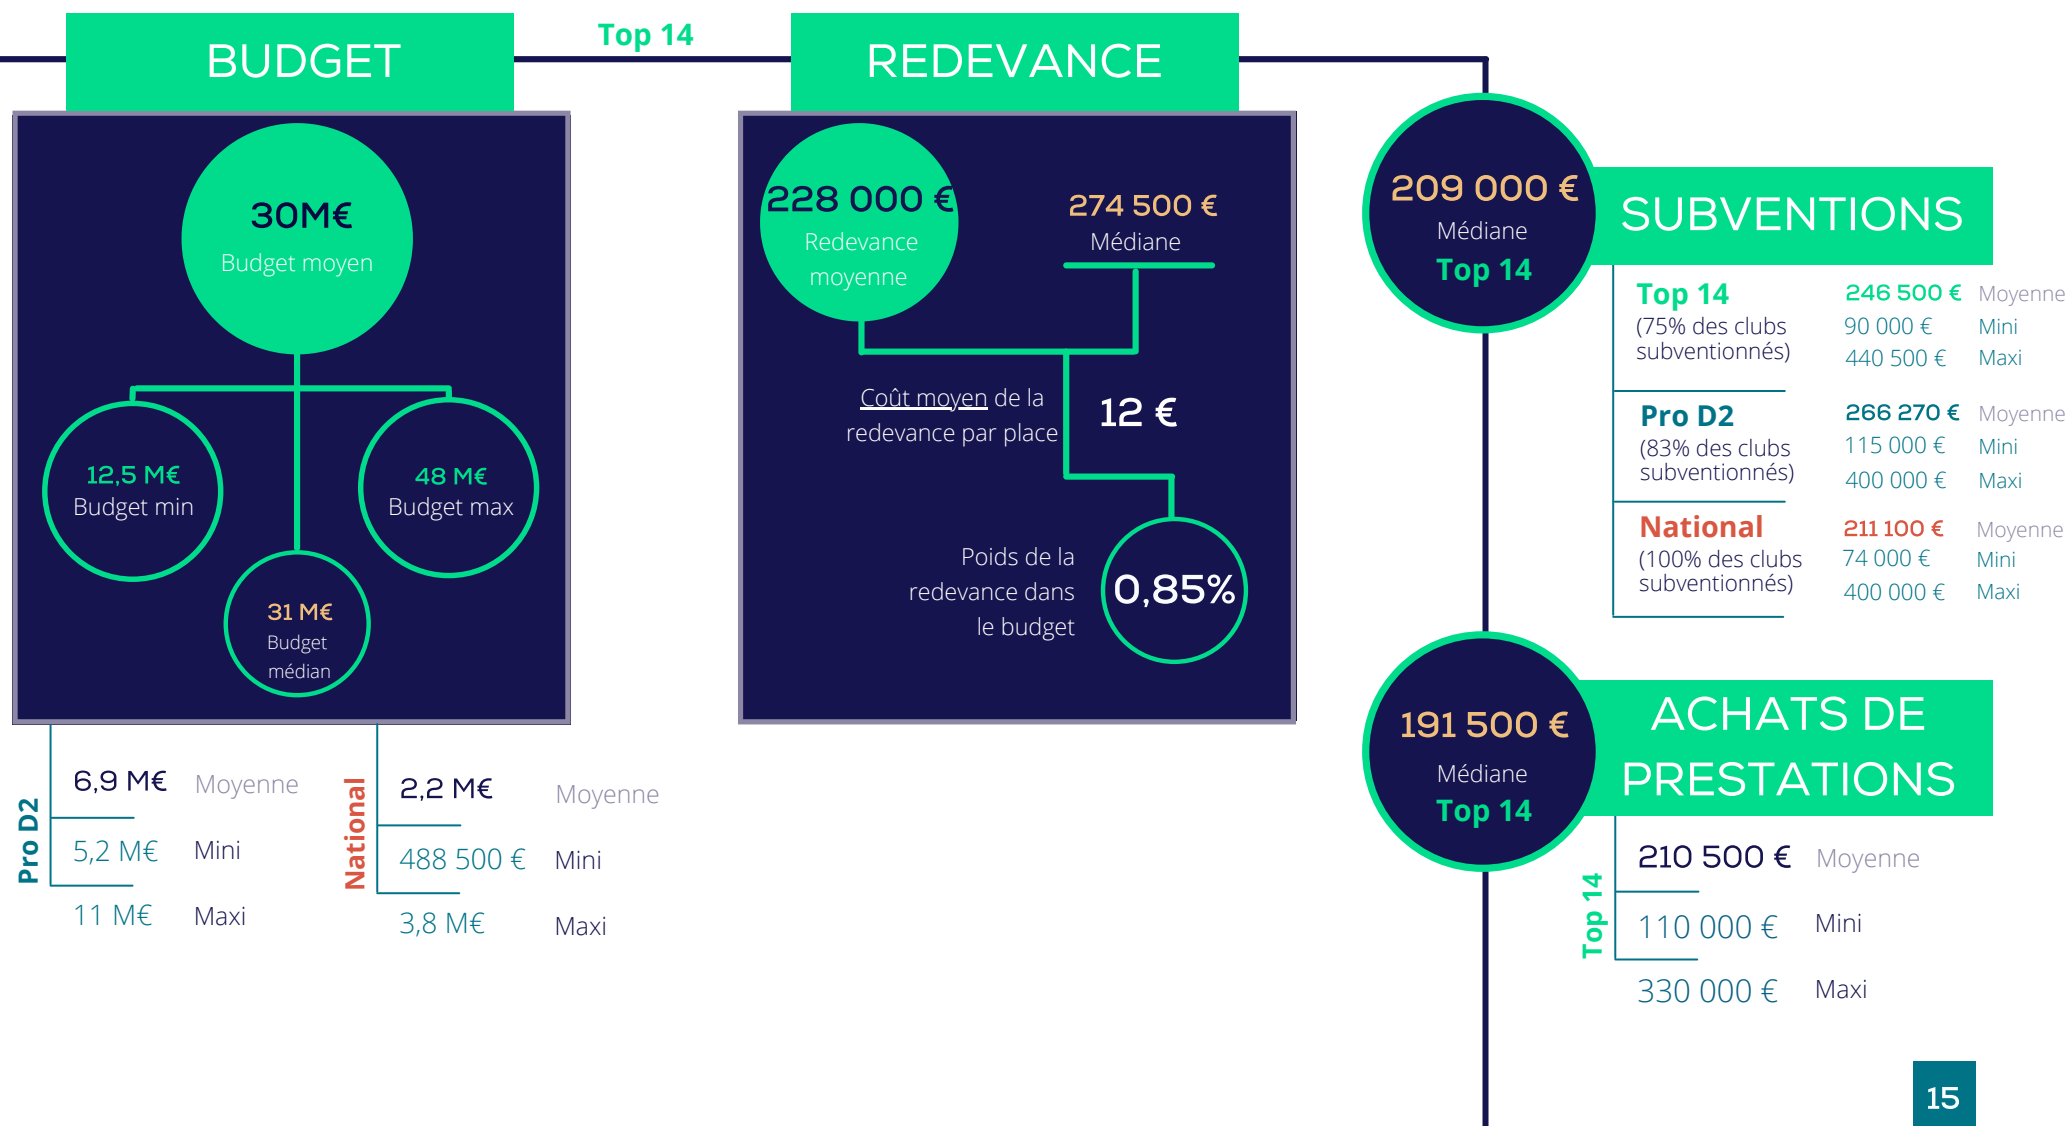 BUDGET
Top 14
REDEVANCE
30M€
Budget moyen
12,5 M€
Budget min
48 M€
Budget max
31 M€
Budget
médian
Pro D2
6,9 M€ Moyenne
5,2 M€ Mini
11 M€ Maxi
National
2,2 M€ Moyenne
488 500 € Mini
3,8 M€ Maxi
228 000 €
Redevance
moyenne
274 500 €
Médiane
Coût moyen de la
redevance par place
12 €
Poids de la
redevance dans
le budget
0,85%
209 000 €
Médiane
Top 14
SUBVENTIONS
Top 14
(75% des clubs
subventionnés)
246 500 € Moyenne
90 000 € Mini
440 500 € Maxi
Pro D2
(83% des clubs
subventionnés)
266 270 € Moyenne
115 000 € Mini
400 000 € Maxi
National
(100% des clubs
subventionnés)
211 100 € Moyenne
74 000 € Mini
400 000 € Maxi
191 500 €
Médiane
Top 14
ACHATS DE
PRESTATIONS
Top 14
210 500 € Moyenne
110 000 € Mini
330 000 € Maxi
15